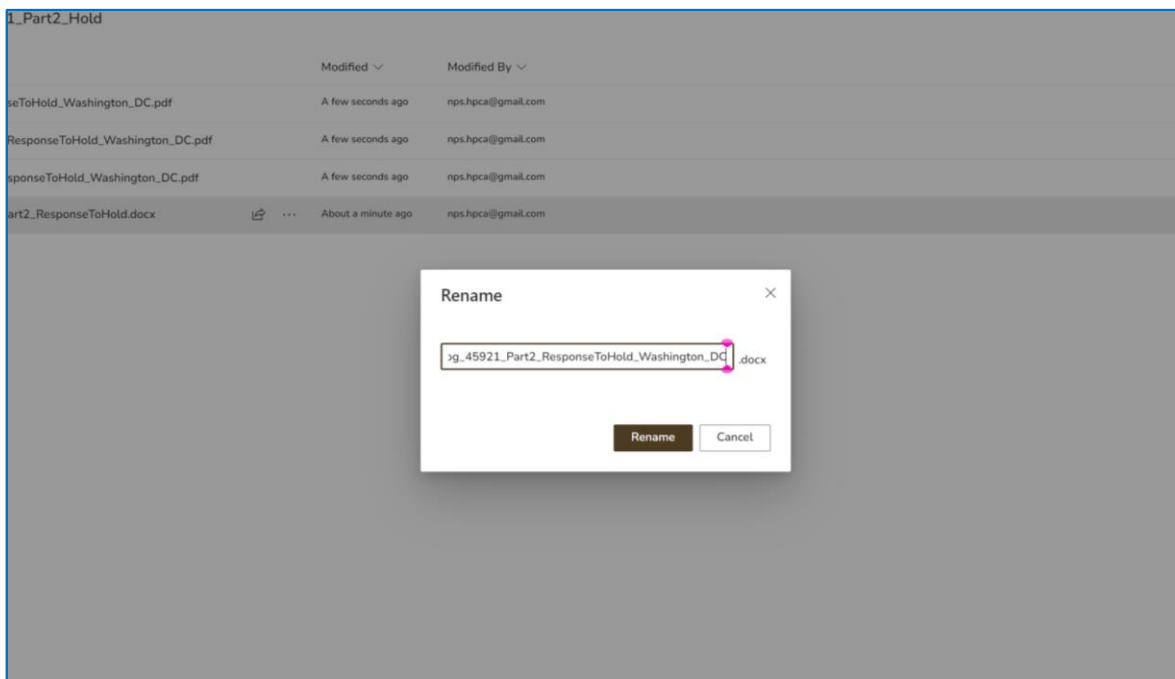 1_Part2_Hold
Modified Modified By
seToHold_Washington_DC.pdf A few seconds ago nps.hpca@gmail.com
ResponseToHold_Washington_DC.pdf A few seconds ago nps.hpca@gmail.com
sponseToHold_Washington_DC.pdf A few seconds ago nps.hpca@gmail.com
art2_ResponseToHold.docx ... About a minute ago nps.hpca@gmail.com
Rename
og_45921_Part2_ResponseToHold_Washington_DC .docx
Rename Cancel